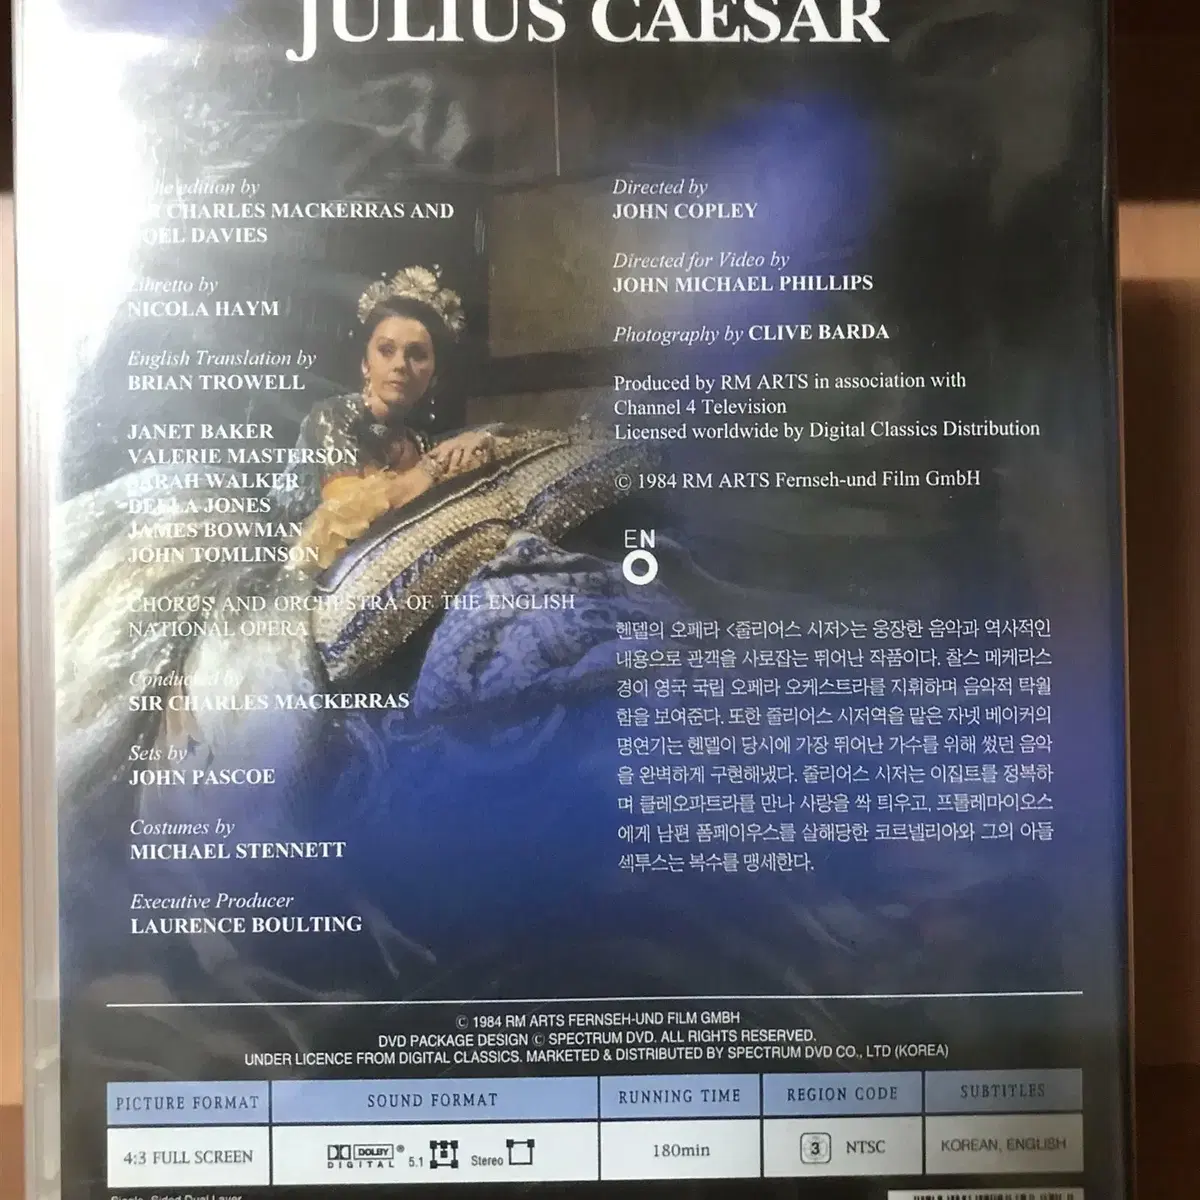 JULIUS CAESAR
the edition by
SIR CHARLES MACKERRAS AND
NOEL DAVIES
Libretto by
NICOLA HAYM
English Translation by
BRIAN TROWELL
JANET BAKER
VALERIE MASTERSON
SARAH WALKER
DELLA JONES
JAMES BOWMAN
JOHN TOMLINSON
CHORUS AND ORCHESTRA OF THE ENGLISH
NATIONAL OPERA
Conducted by
SIR CHARLES MACKERRAS
Sets by
JOHN PASCOE
Costumes by
MICHAEL STENNETT
Executive Producer
LAURENCE BOULTING
Directed by
JOHN COPLEY
Directed for Video by
JOHN MICHAEL PHILLIPS
Photography by CLIVE BARDA
Produced by RM ARTS in association with
Channel 4 Television
Licensed worldwide by Digital Classics Distribution
© 1984 RM ARTS Fernseh-und Film GmbH
EN
O
헨델의 오페라 <줄리어스 시저>는 웅장한 음악과 역사적인
내용으로 관객을 사로잡는 뛰어난 작품이다. 찰스 메케라스
경이 영국 국립 오페라 오케스트라를 지휘하며 음악적 탁월
함을 보여준다. 또한 줄리어스 시저역을 맡은 자넷 베이커의
명연기는 헨델이 당시에 가장 뛰어난 가수를 위해 썼던 음악
을 완벽하게 구현해냈다. 줄리어스 시저는 이집트를 정복하
며 클레오파트라를 만나 사랑을 싹 틔우고, 프톨레마이오스
에게 남편 폼페이우스를 살해당한 코르넬리아와 그의 아들
섹투스는 복수를 맹세한다.
© 1984 RM ARTS FERNSEH-UND FILM GMBH
DVD PACKAGE DESIGN © SPECTRUM DVD. ALL RIGHTS RESERVED.
UNDER LICENCE FROM DIGITAL CLASSICS. MARKETED & DISTRIBUTED BY SPECTRUM DVD CO., LTD (KOREA)
PICTURE FORMAT SOUND FORMAT RUNNING TIME REGION CODE SUBTITLES
4:3 FULL SCREEN DOLBY DIGITAL 5.1 Stereo 180min 3 NTSC KOREAN, ENGLISH
Single-Sided Dual Layer